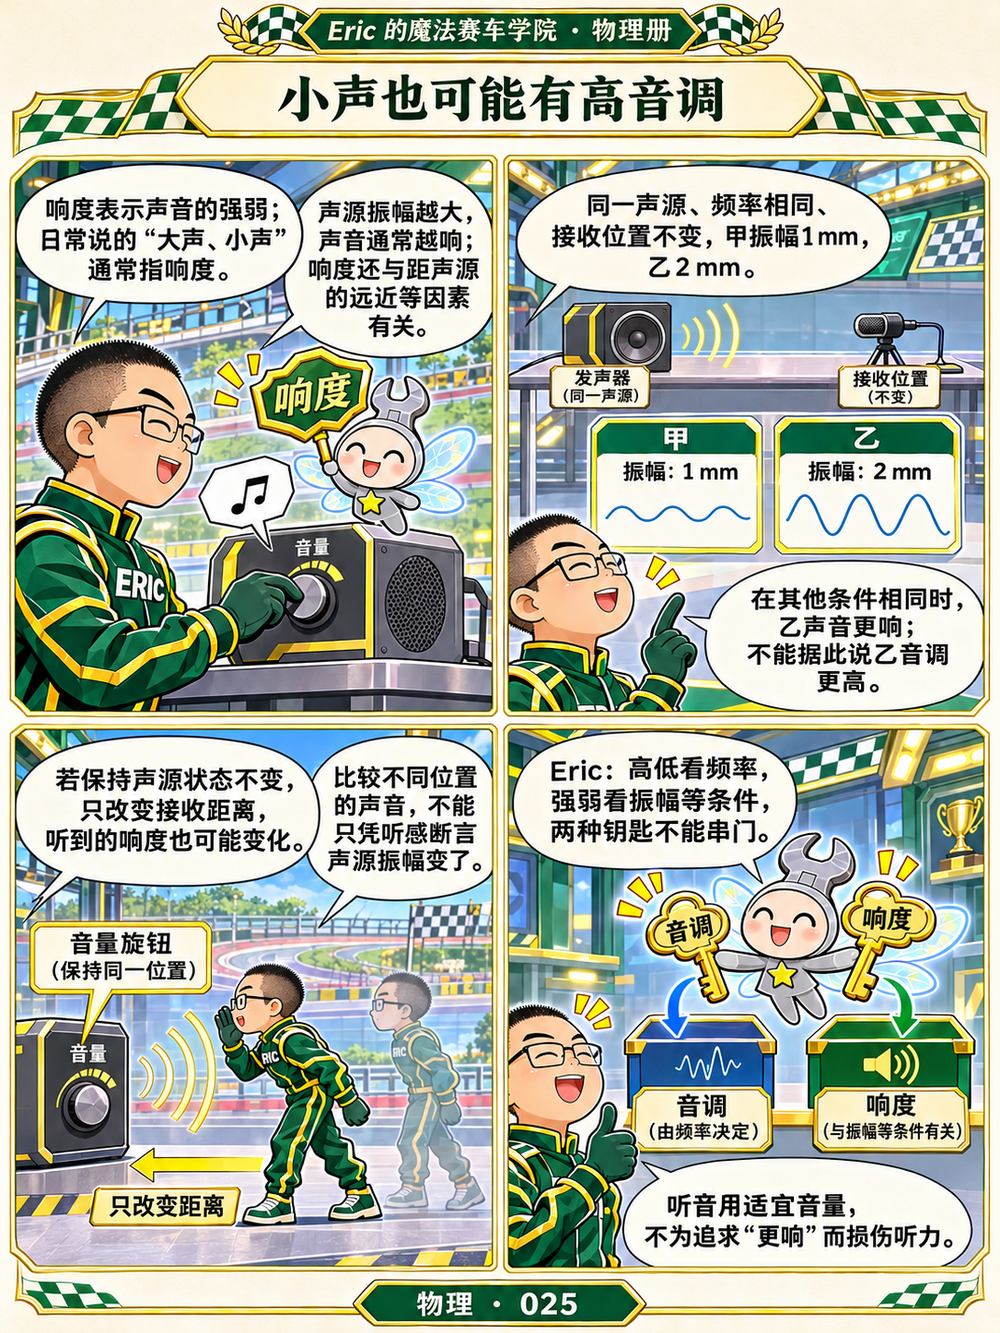 Eric 的魔法赛车学院 · 物理册
小声也可能有高音调
响度表示声音的强弱；
日常说的“大声、小声”
通常指响度。
声源振幅越大，
声音通常越响；
响度还与距声源
的远近等因素
有关。
响度
音量
ERIC
同一声源、频率相同、
接收位置不变，甲振幅1mm，
乙2mm。
发声器
（同一声源）
接收位置
（不变）
甲
振幅：1mm
乙
振幅：2mm
在其他条件相同时，
乙声音更响；
不能据此说乙音调
更高。
若保持声源状态不变，
只改变接收距离，
听到的响度也可能变化。
比较不同位置
的声音，不能
只凭听感断言
声源振幅变了。
音量旋钮
（保持同一位置）
音量
ERIC
ERIC
只改变距离
Eric：高低看频率，
强弱看振幅等条件，
两种钥匙不能串门。
音调
响度
音调
（由频率决定）
响度
（与振幅等条件有关）
听音用适宜音量，
不为追求“更响”而损伤听力。
物理 · 025